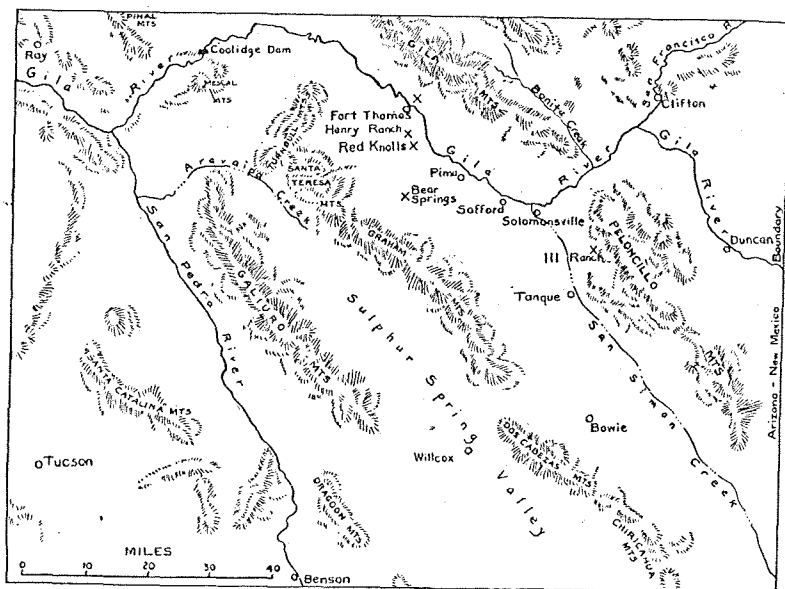 PINAL
MTS
Ray
Gila
River
Coolidge Dam
MESCAL
MTS
GILA
MTS
San Francisco R
Clifton
Bonita Creek
Fort Thomas
Henry Ranch
Red Knolls
TURNBULL MTS
Aravaipa
Creek
SANTA
TERESA
MTS
Gila
River
Pima
Bear
Springs
Safford
Solomonsville
Gila
River
Duncan
Arizona - New Mexico
Boundary
San Pedro River
GALIURO
MTS
GRAHAM
MTS
111 Ranch
PELONCILLO
MTS
Tanque
San Simon
Creek
Sulphur Springs
Valley
SANTA CATALINA MTS
Tucson
Willcox
Bowie
DOS CABEZAS MTS
DRAGOON MTS
CHIRICAHUA
MTS
Benson
MILES
0 10 20 30 40